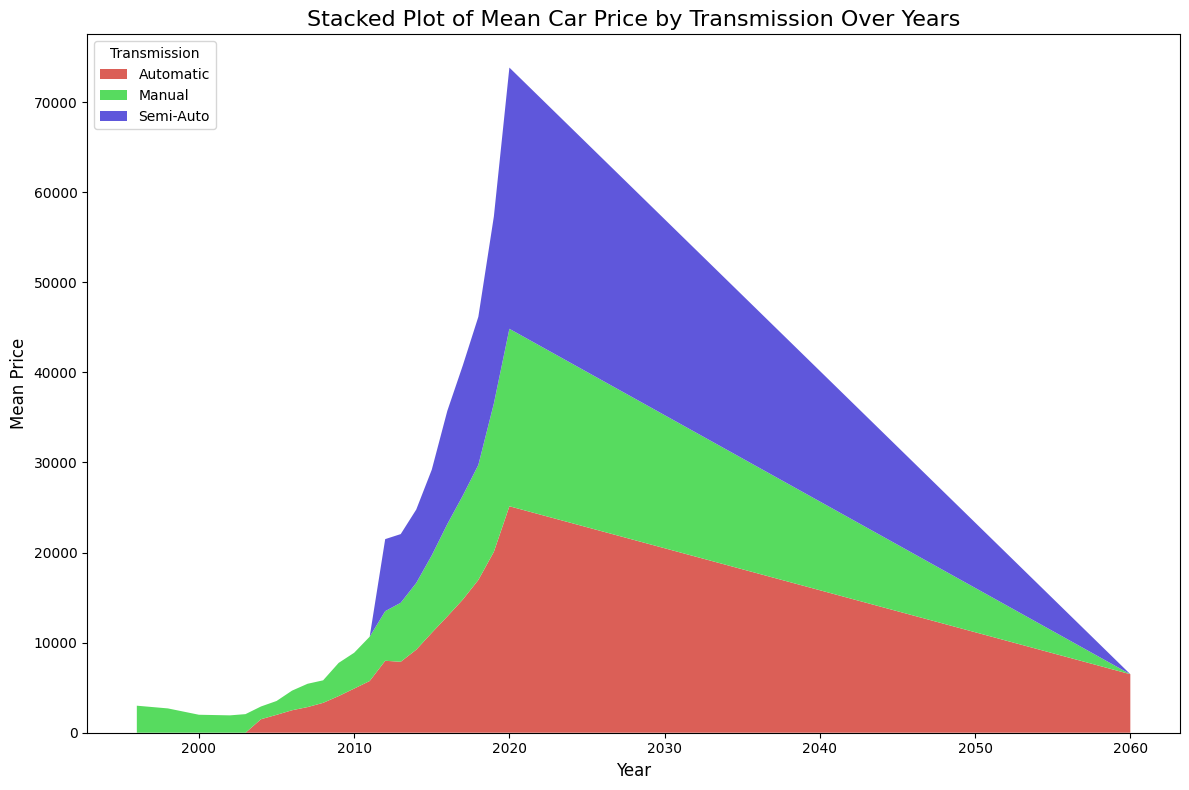 Stacked Plot of Mean Car Price by Transmission Over Years
Transmission
Automatic
Manual
Semi-Auto
Mean Price
70000
60000
50000
40000
30000
20000
10000
0
2000 2010 2020 2030 2040 2050 2060
Year